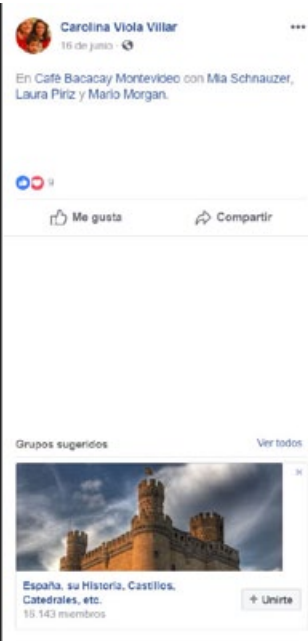 Carolina Viola Villar
16 de junio ·
En Café Bacacay Montevideo con Mia Schnauzer,
Laura Piriz y Mario Morgan.
9
Me gusta
Compartir
Grupos sugeridos
Ver todos
España, su Historia, Castillos,
Catedrales, etc.
+ Unirte
15.143 miembros